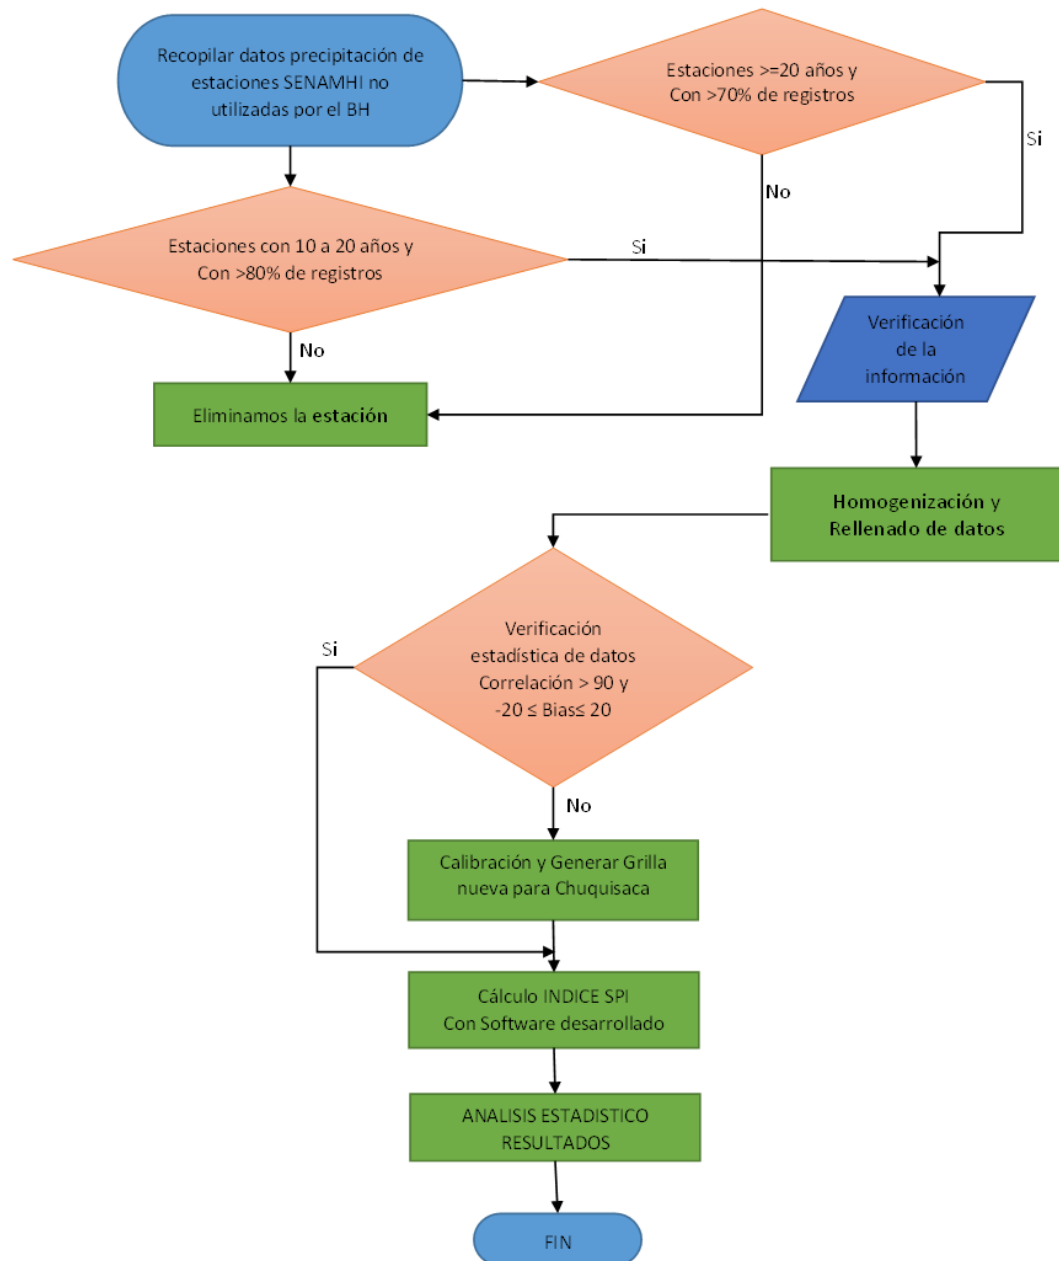 Recopilar datos precipitación de
estaciones SENAMHI no
utilizadas por el BH
Estaciones >=20 años y
Con >70% de registros
Si
No
Estaciones con 10 a 20 años y
Con >80% de registros
Si
No
Eliminamos la estación
Verificación
de la
información
Homogenización y
Rellenado de datos
Verificación
estadística de datos
Correlación > 90 y
-20 ≤ Bias≤ 20
Si
No
Calibración y Generar Grilla
nueva para Chuquisaca
Cálculo INDICE SPI
Con Software desarrollado
ANALISIS ESTADISTICO
RESULTADOS
FIN